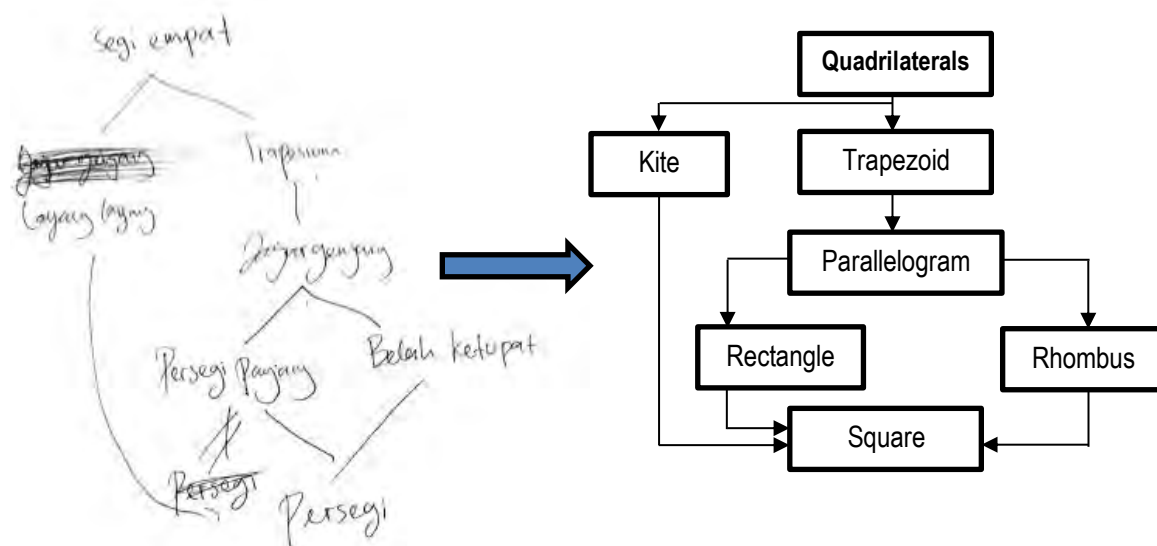 Segi empat
Trapesium
Layang layang
Jajargenjang
Persegi Panjang
Belah ketupat
Persegi
Persegi
Quadrilaterals
Kite
Trapezoid
Parallelogram
Rectangle
Rhombus
Square